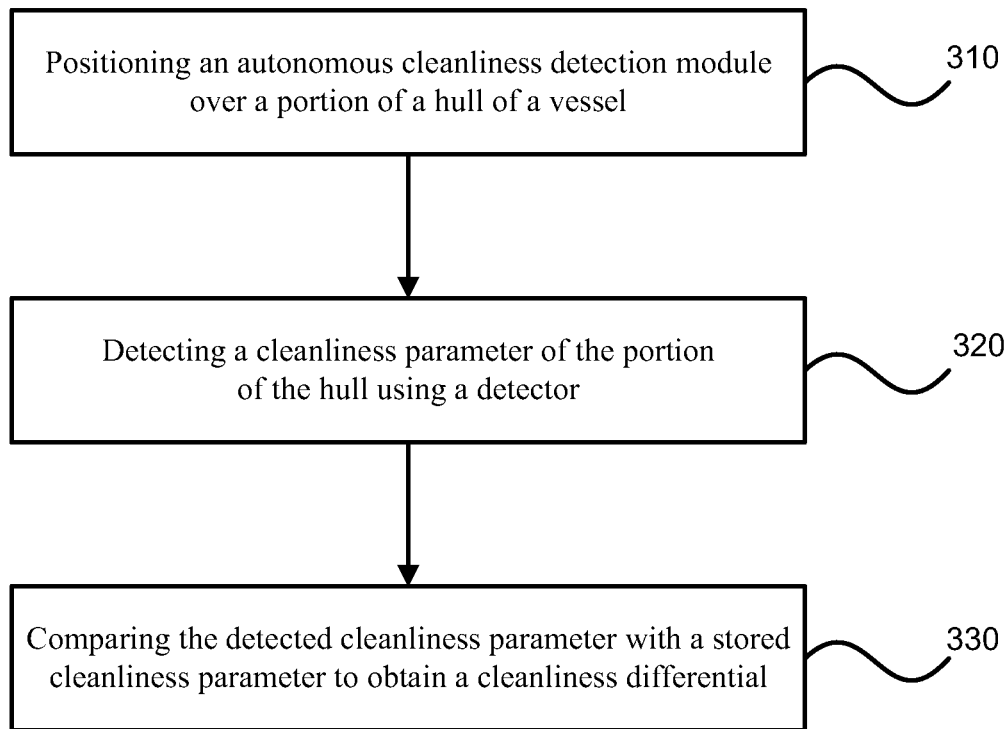 Positioning an autonomous cleanliness detection module
over a portion of a hull of a vessel
310
Detecting a cleanliness parameter of the portion
of the hull using a detector
320
Comparing the detected cleanliness parameter with a stored
cleanliness parameter to obtain a cleanliness differential
330